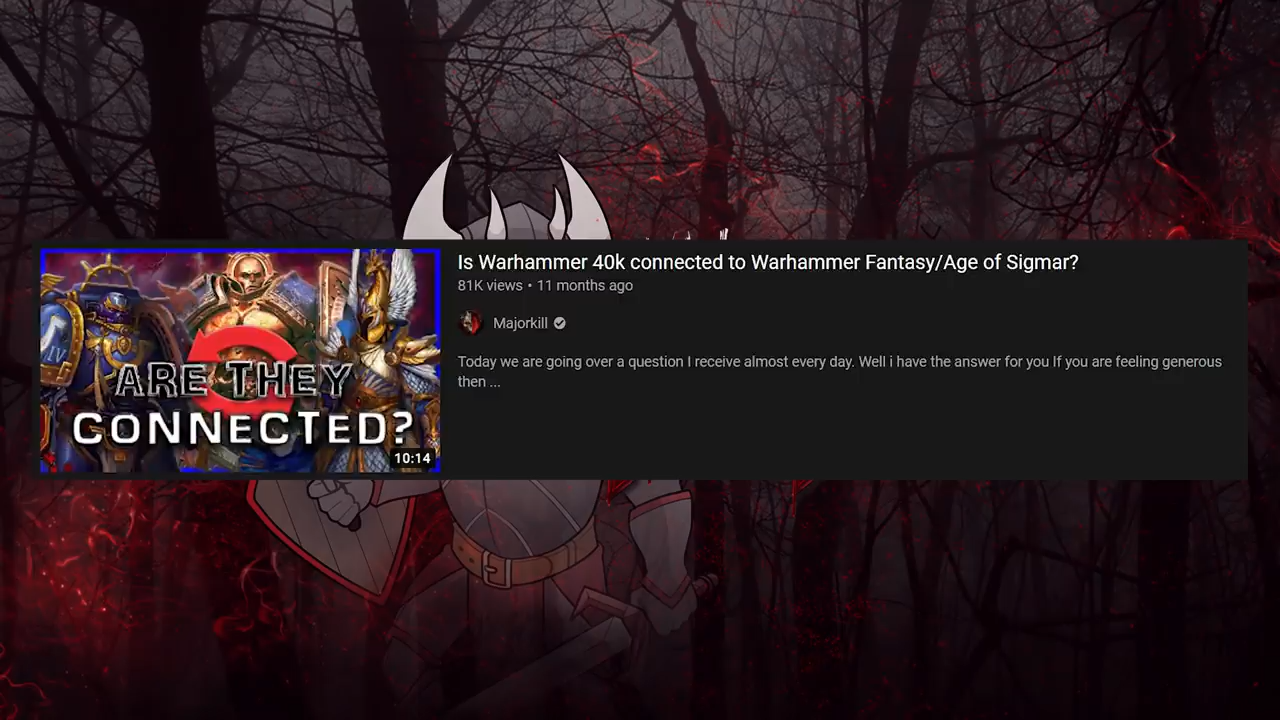 Is Warhammer 40k connected to Warhammer Fantasy/Age of Sigmar?
81K views • 11 months ago
Majorkill
Today we are going over a question I receive almost every day. Well i have the answer for you If you are feeling generous
then ...
IV
ARE THEY
CONNECTED?
10:14